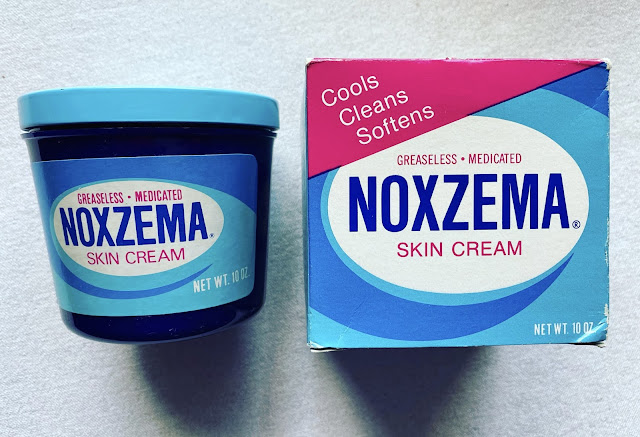 GREASELESS • MEDICATED
NOXZEMA®
SKIN CREAM
NET WT. 10 OZ.
Cools
Cleans
Softens
GREASELESS • MEDICATED
NOXZEMA®
SKIN CREAM
NET WT. 10 OZ.